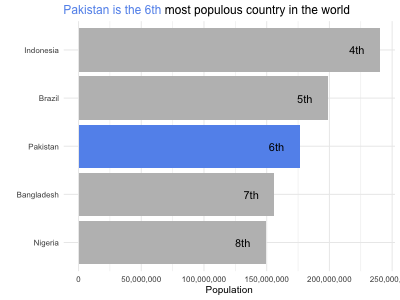 Pakistan is the 6th most populous country in the world
Indonesia
4th
Brazil
5th
Pakistan
6th
Bangladesh
7th
Nigeria
8th
0 50,000,000 100,000,000 150,000,000 200,000,000 250,000,
Population